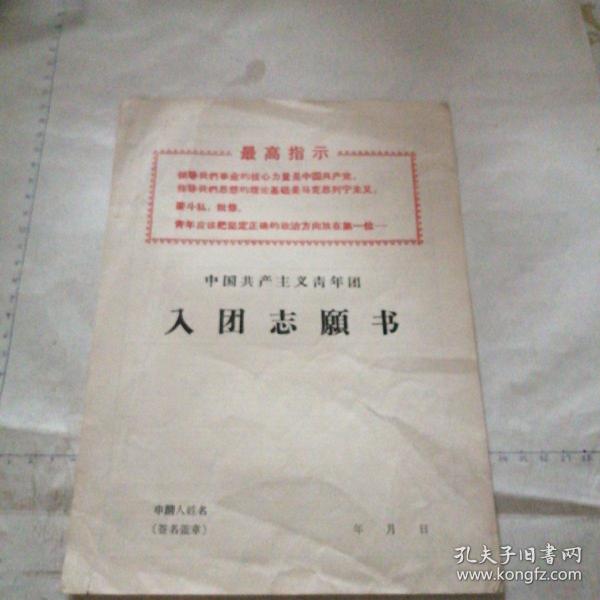 最高指示
领导我們事业的核心力量是中国共产党。
指导我們思想的理论基础是马克思列宁主义。
要斗私，批修。
青年应该把坚定正确的政治方向放在第一位…
中国共产主义青年团
入团志願书
申請人姓名
（签名盖章）
年 月 日
孔夫子旧书网
www.kongfz.com